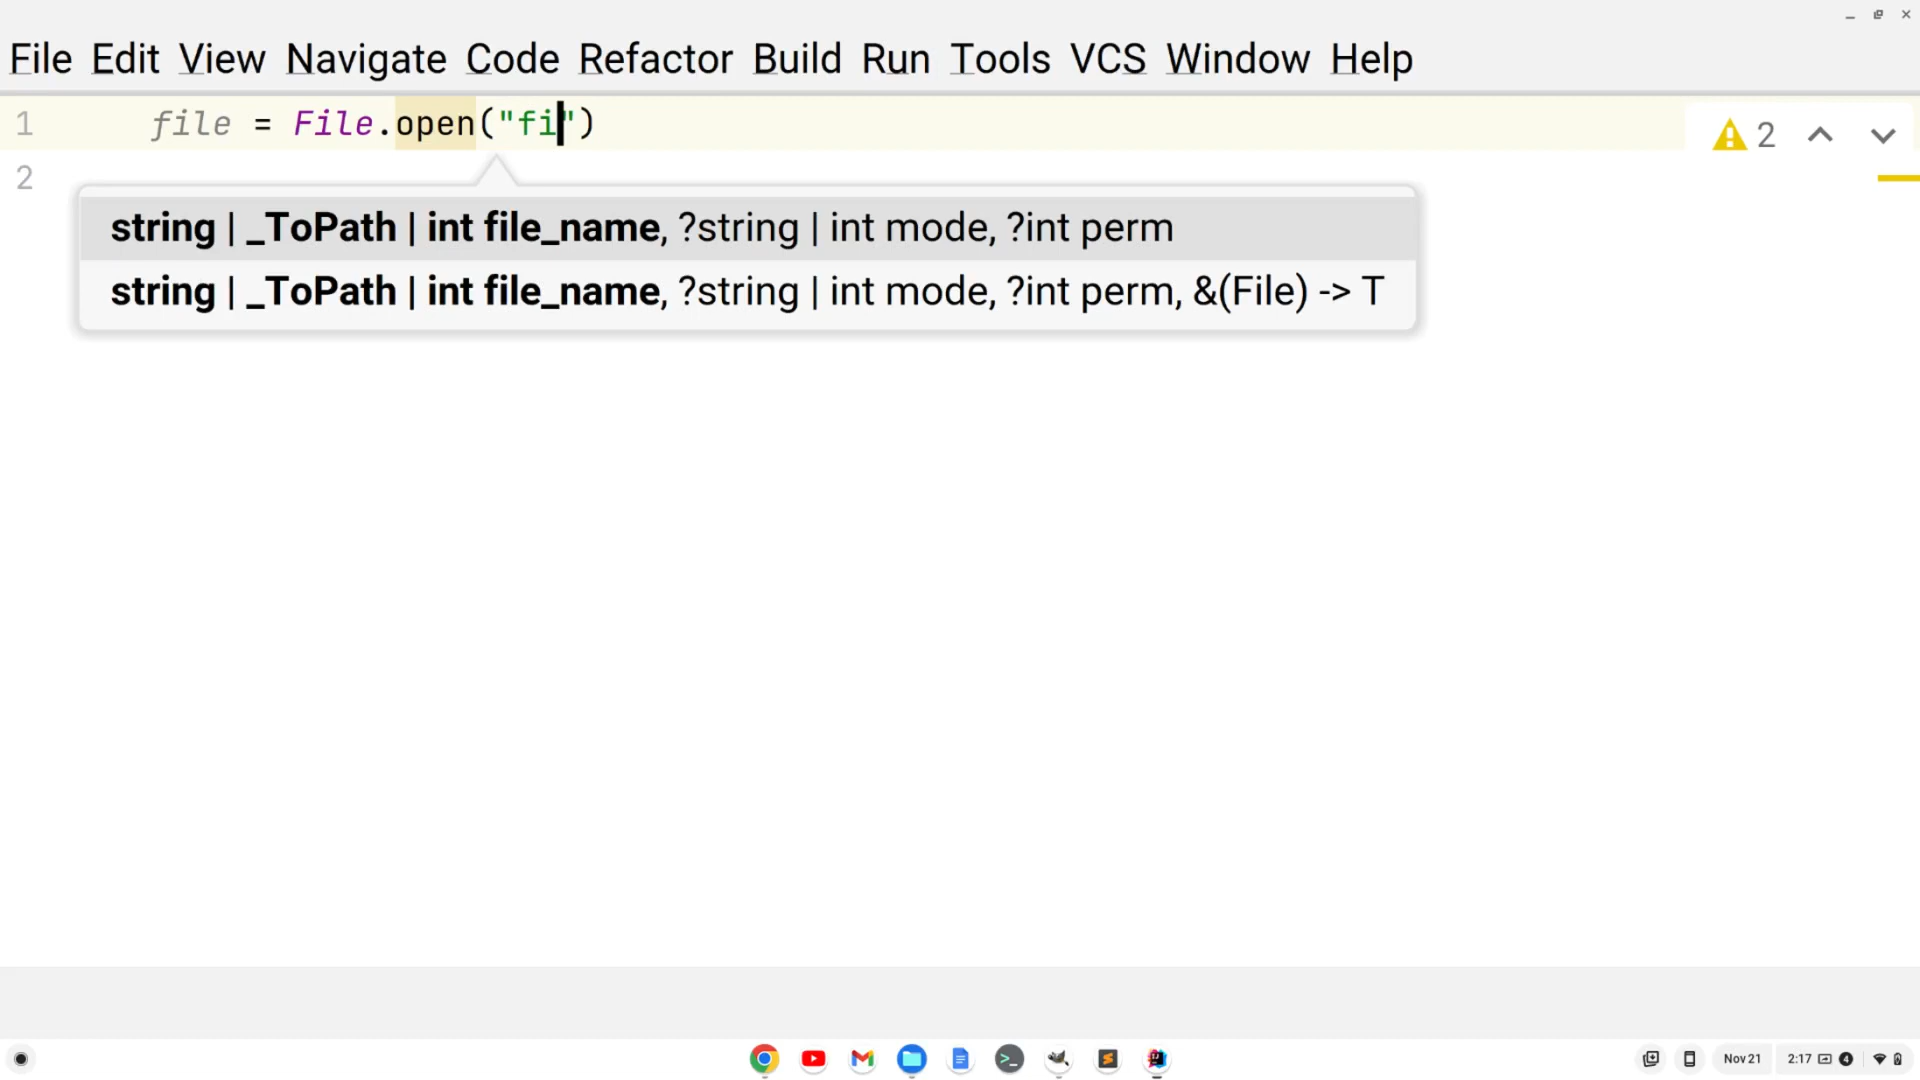 File Edit View Navigate Code Refactor Build Run Tools VCS Window Help
1 file = File.open("fi")
2
2
string | _ToPath | int file_name, ?string | int mode, ?int perm
string | _ToPath | int file_name, ?string | int mode, ?int perm, &(File) -> T
Nov 21 2:17 4